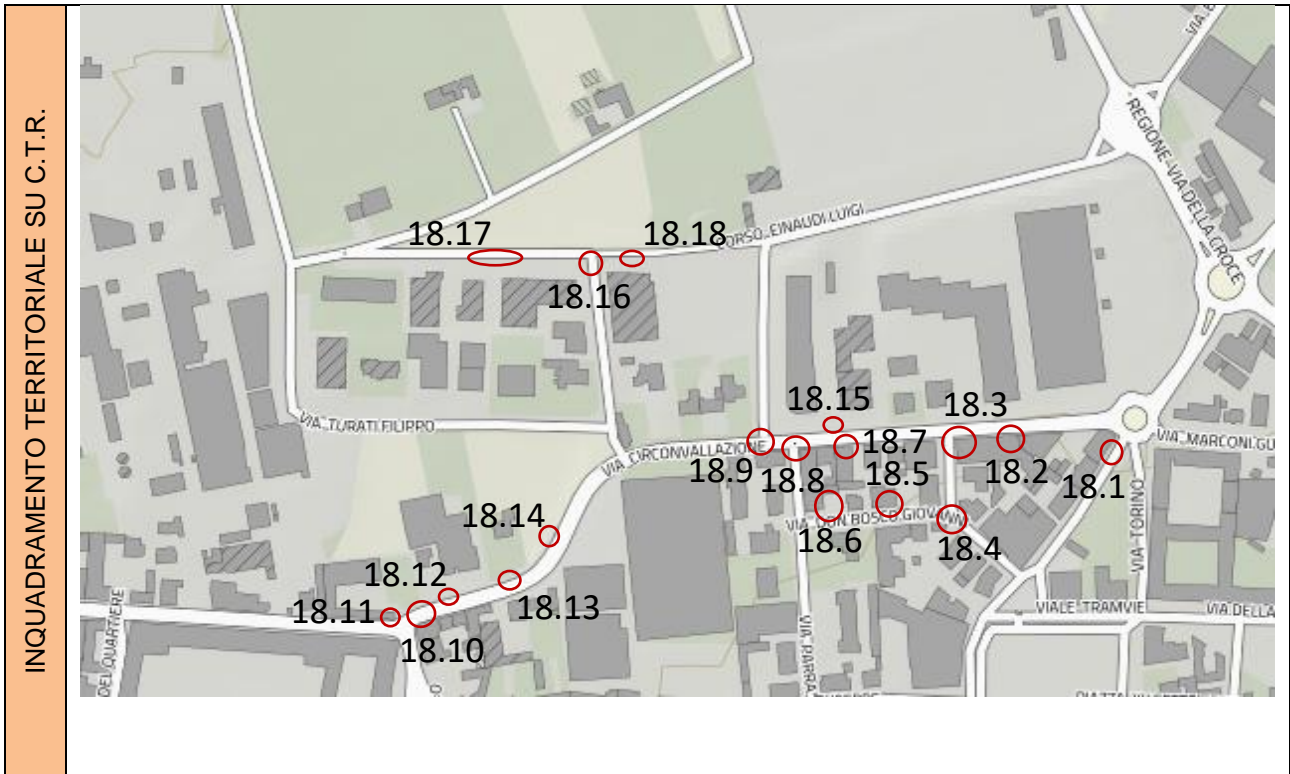 INQUADRAMENTO TERRITORIALE SU C.T.R.
REGIONE-VIA DELLA CROCE
18.17
18.18
CORSO EINAUDI LUIGI
18.16
18.15
18.3
VIA TURATI FILIPPO
VIA CIRCONVALLAZIONE
VIA MARCONI GU
18.9
18.8
18.7
18.5
18.2
18.1
18.14
VIA DON BOSCO GIOVANNI
18.6
18.4
VIA TORINO
18.12
18.11
18.13
18.10
VIALE TRAMVIE
VIA DELLA
DEL QUARTIERE
VIA PARRA